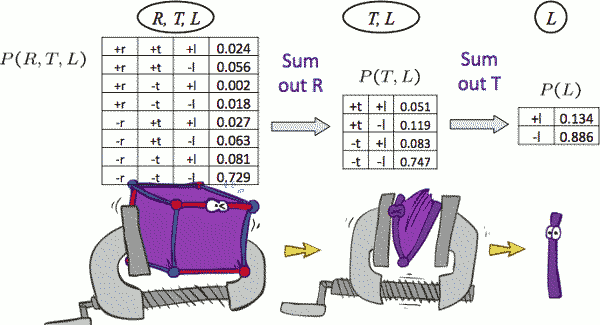 R, T, L
T, L
L
P(R, T, L)
+r +t +l 0.024
+r +t -l 0.056
+r -t +l 0.002
+r -t -l 0.018
-r +t +l 0.027
-r +t -l 0.063
-r -t +l 0.081
-r -t -l 0.729
Sum
out R
P(T, L)
+t +l 0.051
+t -l 0.119
-t +l 0.083
-t -l 0.747
Sum
out T
P(L)
+l 0.134
-l 0.886